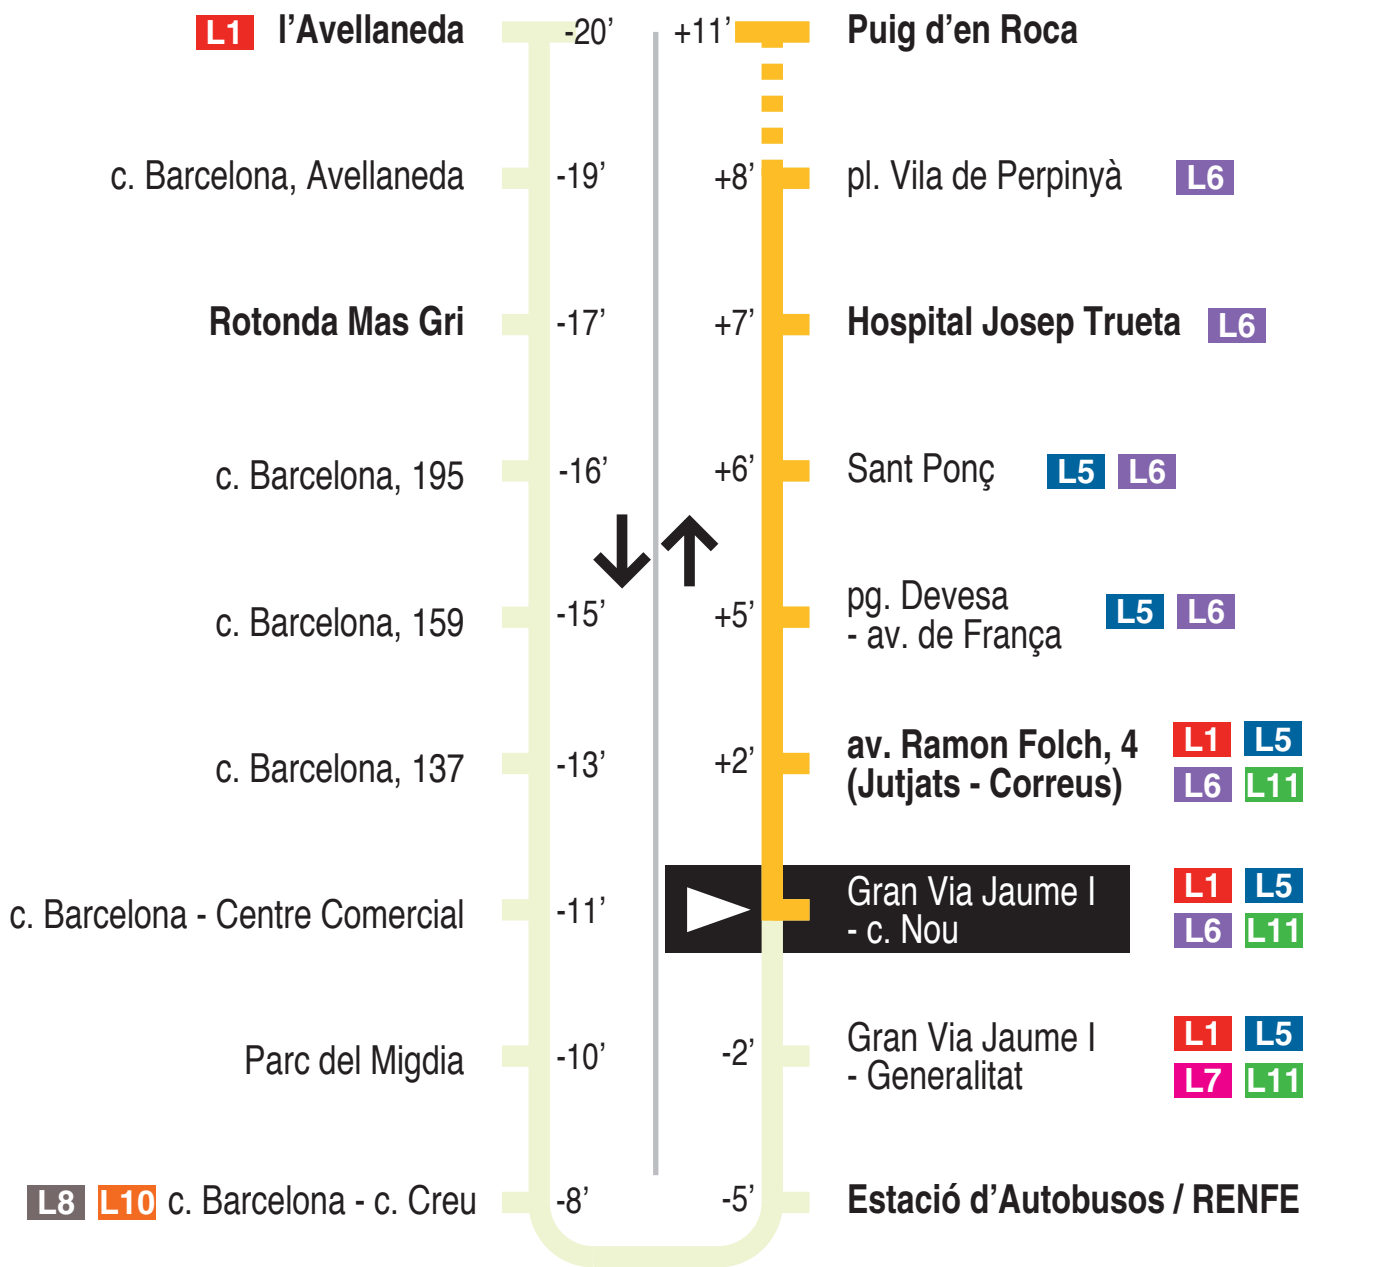 L1 l’Avellaneda -20’
c. Barcelona, Avellaneda -19’
Rotonda Mas Gri -17’
c. Barcelona, 195 -16’
c. Barcelona, 159 -15’
c. Barcelona, 137 -13’
c. Barcelona - Centre Comercial -11’
Parc del Migdia -10’
L8 L10 c. Barcelona - c. Creu -8’
+11’ Puig d’en Roca
+8’ pl. Vila de Perpinyà L6
+7’ Hospital Josep Trueta L6
+6’ Sant Ponç L5 L6
+5’ pg. Devesa
- av. de França L5 L6
+2’ av. Ramon Folch, 4 L1 L5
(Jutjats - Correus) L6 L11
Gran Via Jaume I L1 L5
- c. Nou L6 L11
-2’ Gran Via Jaume I L1 L5
- Generalitat L7 L11
-5’ Estació d’Autobusos / RENFE